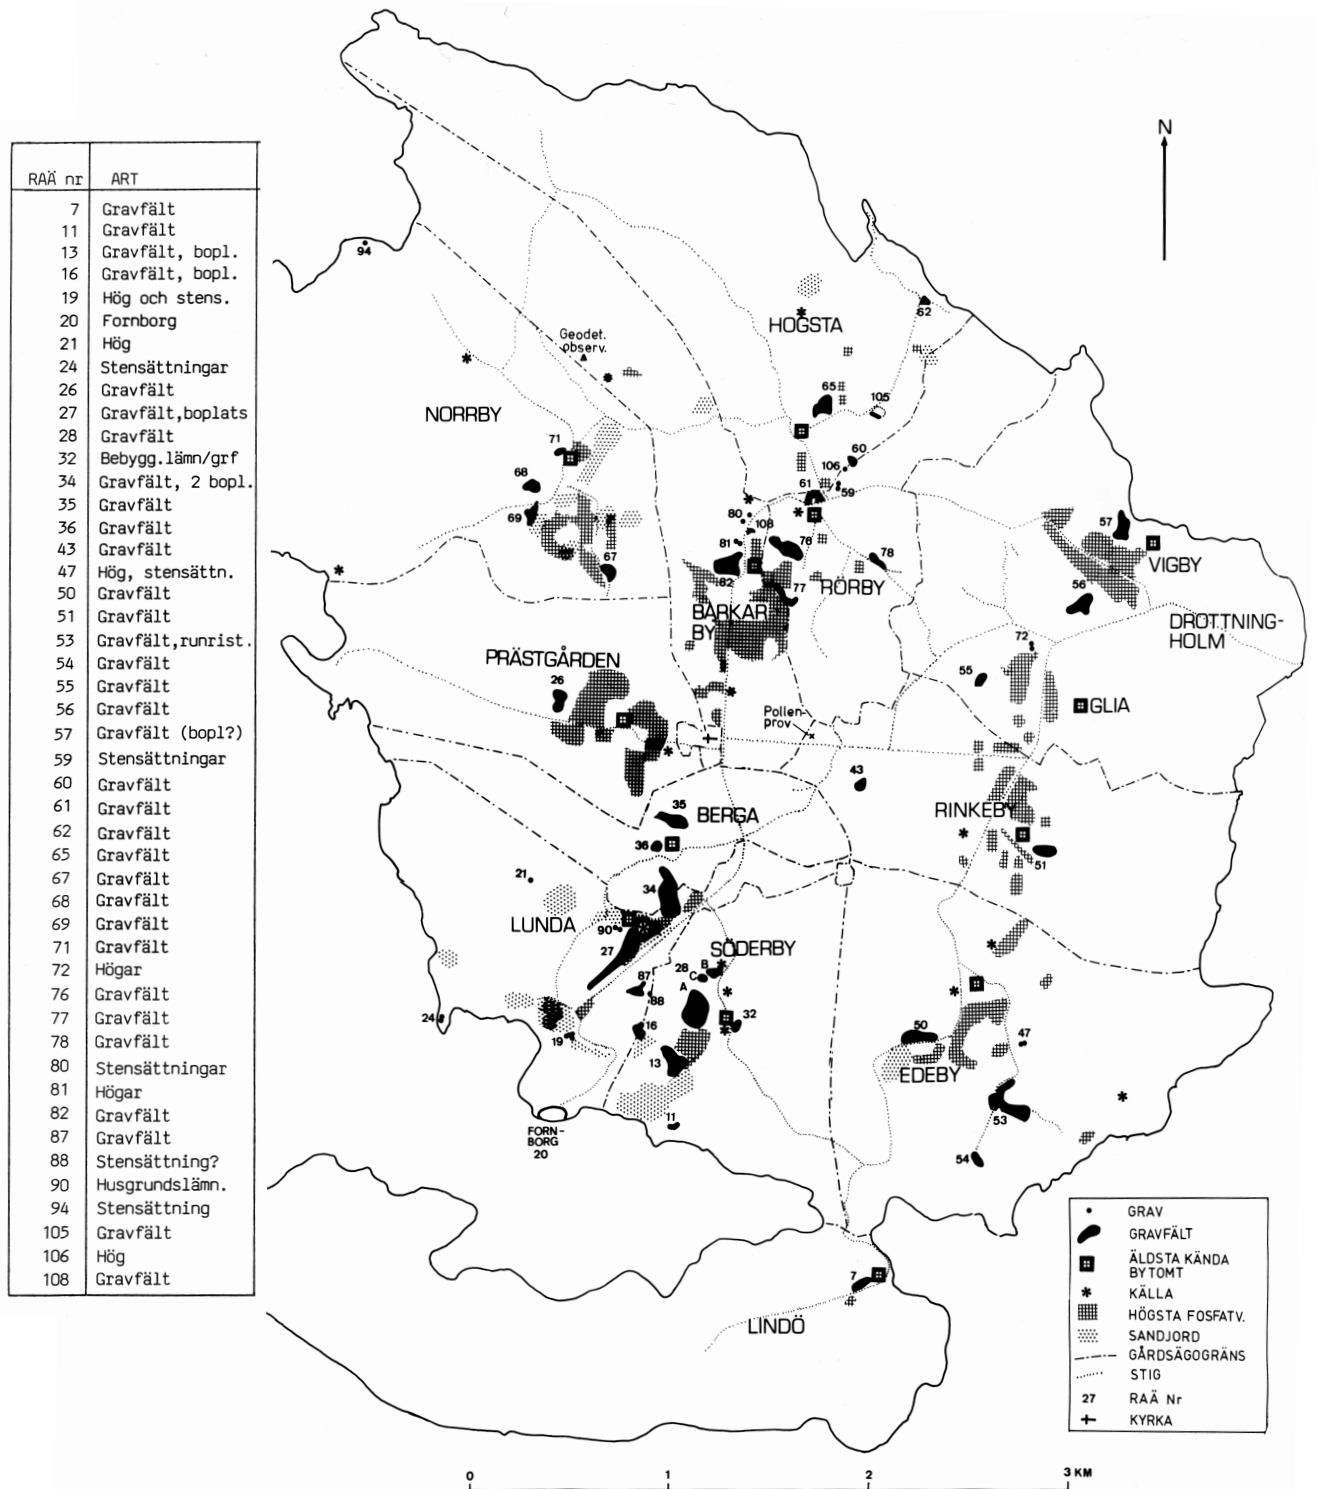 RAÄ nr ART
7 Gravfält
11 Gravfält
13 Gravfält, bopl.
16 Gravfält, bopl.
19 Hög och stens.
20 Fornborg
21 Hög
24 Stensättningar
26 Gravfält
27 Gravfält,boplats
28 Gravfält
32 Bebygg.lämn/grf
34 Gravfält, 2 bopl.
35 Gravfält
36 Gravfält
43 Gravfält
47 Hög, stensättn.
50 Gravfält
51 Gravfält
53 Gravfält,runrist.
54 Gravfält
55 Gravfält
56 Gravfält
57 Gravfält (bopl?)
59 Stensättningar
60 Gravfält
61 Gravfält
62 Gravfält
65 Gravfält
67 Gravfält
68 Gravfält
69 Gravfält
71 Gravfält
72 Högar
76 Gravfält
77 Gravfält
78 Gravfält
80 Stensättningar
81 Högar
82 Gravfält
87 Gravfält
88 Stensättning?
90 Husgrundslämn.
94 Stensättning
105 Gravfält
106 Hög
108 Gravfält
N
94
62
HÖGSTA
Geodet.
observ.
65
105
NORRBY
71
60
106
68
61
59
80
69
108
57
81
76
78
67
VIGBY
82
77
RÖRBY
56
BARKAR
BY
DROTTNING-
HOLM
72
PRÄSTGÅRDEN
55
26
GLIA
Pollen-
prov
43
35
BERGA
RINKEBY
36
51
21
34
LUNDA
90
27
SÖDERBY
28
B
C
87
A
88
24
16
32
50
47
19
13
EDEBY
11
53
FORN-
BORG
20
54
7
LINDÖ
GRAV
GRAVFÄLT
ÄLDSTA KÄNDA
BYTOMT
KÄLLA
HÖGSTA FOSFATV.
SANDJORD
GÅRDSÄGOGRÄNS
STIG
27 RAÄ Nr
KYRKA
0 1 2 3 KM